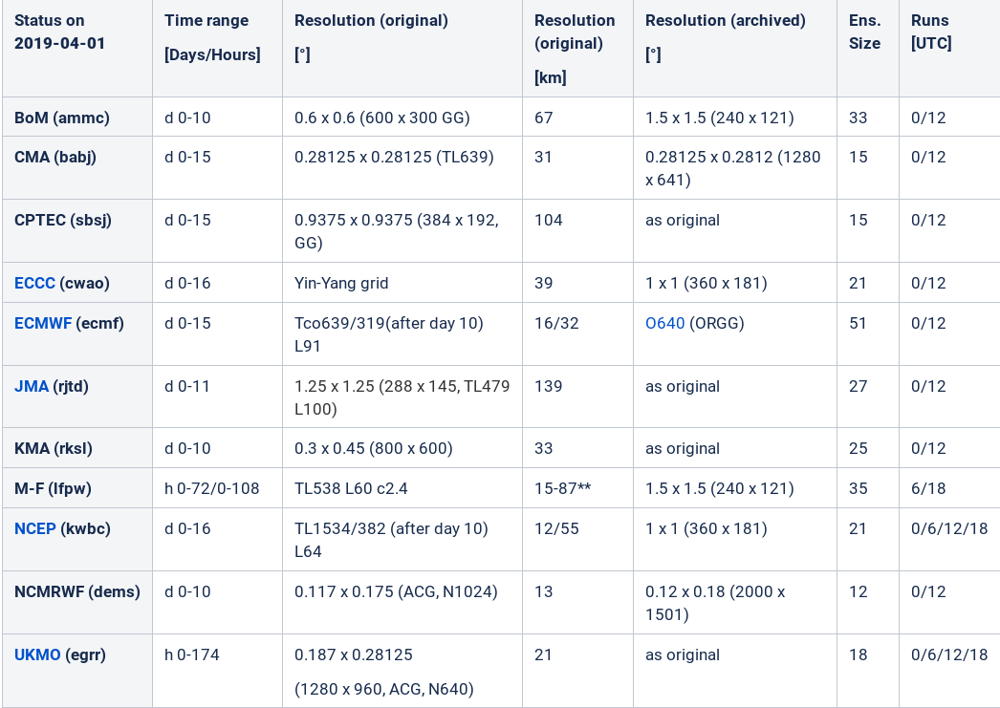 Status on
2019-04-01
Time range
[Days/Hours]
Resolution (original)
[°]
Resolution
(original)
[km]
Resolution (archived)
[°]
Ens.
Size
Runs
[UTC]
BoM (ammc)
d 0-10
0.6 x 0.6 (600 x 300 GG)
67
1.5 x 1.5 (240 x 121)
33
0/12
CMA (babj)
d 0-15
0.28125 x 0.28125 (TL639)
31
0.28125 x 0.2812 (1280
x 641)
15
0/12
CPTEC (sbsj)
d 0-15
0.9375 x 0.9375 (384 x 192,
GG)
104
as original
15
0/12
ECCC (cwao)
d 0-16
Yin-Yang grid
39
1 x 1 (360 x 181)
21
0/12
ECMWF (ecmf)
d 0-15
Tco639/319(after day 10)
L91
16/32
O640 (ORGG)
51
0/12
JMA (rjtd)
d 0-11
1.25 x 1.25 (288 x 145, TL479
L100)
139
as original
27
0/12
KMA (rksl)
d 0-10
0.3 x 0.45 (800 x 600)
33
as original
25
0/12
M-F (lfpw)
h 0-72/0-108
TL538 L60 c2.4
15-87**
1.5 x 1.5 (240 x 121)
35
6/18
NCEP (kwbc)
d 0-16
TL1534/382 (after day 10)
L64
12/55
1 x 1 (360 x 181)
21
0/6/12/18
NCMRWF (dems)
d 0-10
0.117 x 0.175 (ACG, N1024)
13
0.12 x 0.18 (2000 x
1501)
12
0/12
UKMO (egrr)
h 0-174
0.187 x 0.28125
(1280 x 960, ACG, N640)
21
as original
18
0/6/12/18